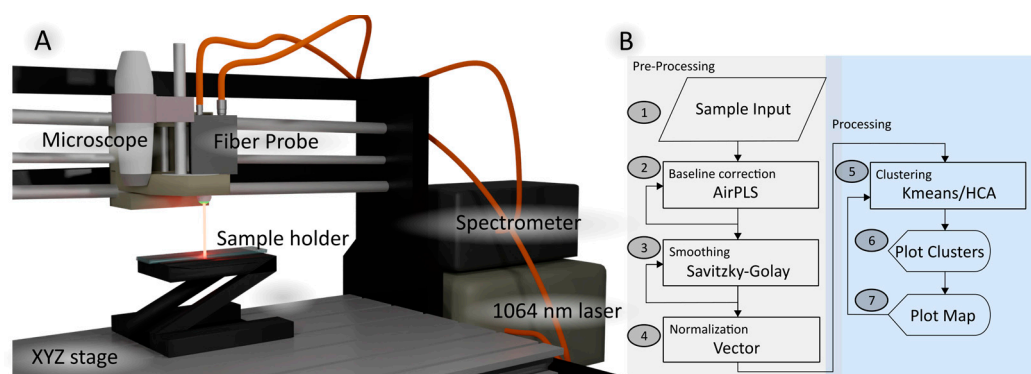 A
Microscope
Fiber Probe
Spectrometer
Sample holder
1064 nm laser
XYZ stage
B
Pre-Processing
1
Sample Input
2
Baseline correction
AirPLS
3
Smoothing
Savitzky-Golay
4
Normalization
Vector
Processing
5
Clustering
Kmeans/HCA
6
Plot Clusters
7
Plot Map